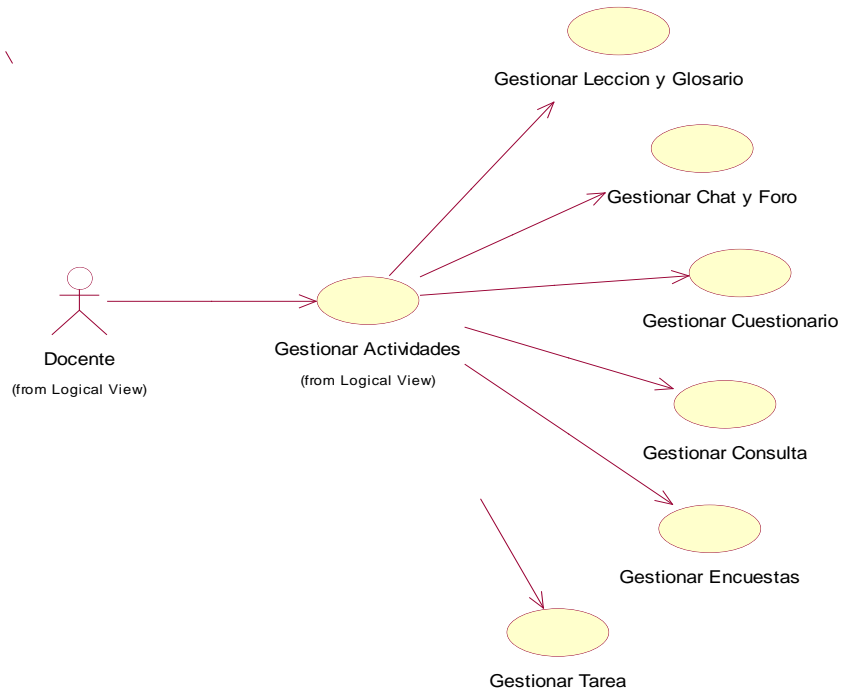 Gestionar Leccion y Glosario
Gestionar Chat y Foro
Gestionar Cuestionario
Docente
(from Logical View)
Gestionar Actividades
(from Logical View)
Gestionar Consulta
Gestionar Encuestas
Gestionar Tarea